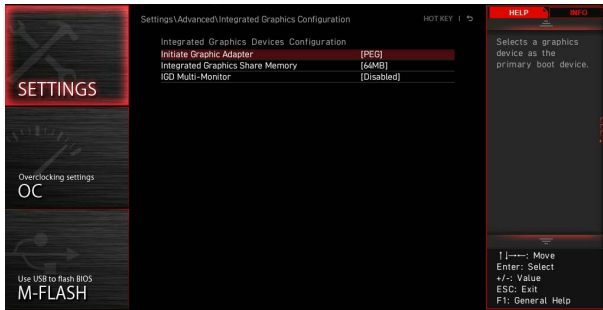 Settings\Advanced\Integrated Graphics Configuration
HOT KEY | ⮌
HELP
INFO
Integrated Graphics Devices Configuration
Initiate Graphic Adapter [PEG]
Integrated Graphics Share Memory [64MB]
IGD Multi-Monitor [Disabled]
Selects a graphics
device as the
primary boot device.
SETTINGS
Overclocking settings
OC
Use USB to flash BIOS
M-FLASH
↑↓→←: Move
Enter: Select
+/-: Value
ESC: Exit
F1: General Help